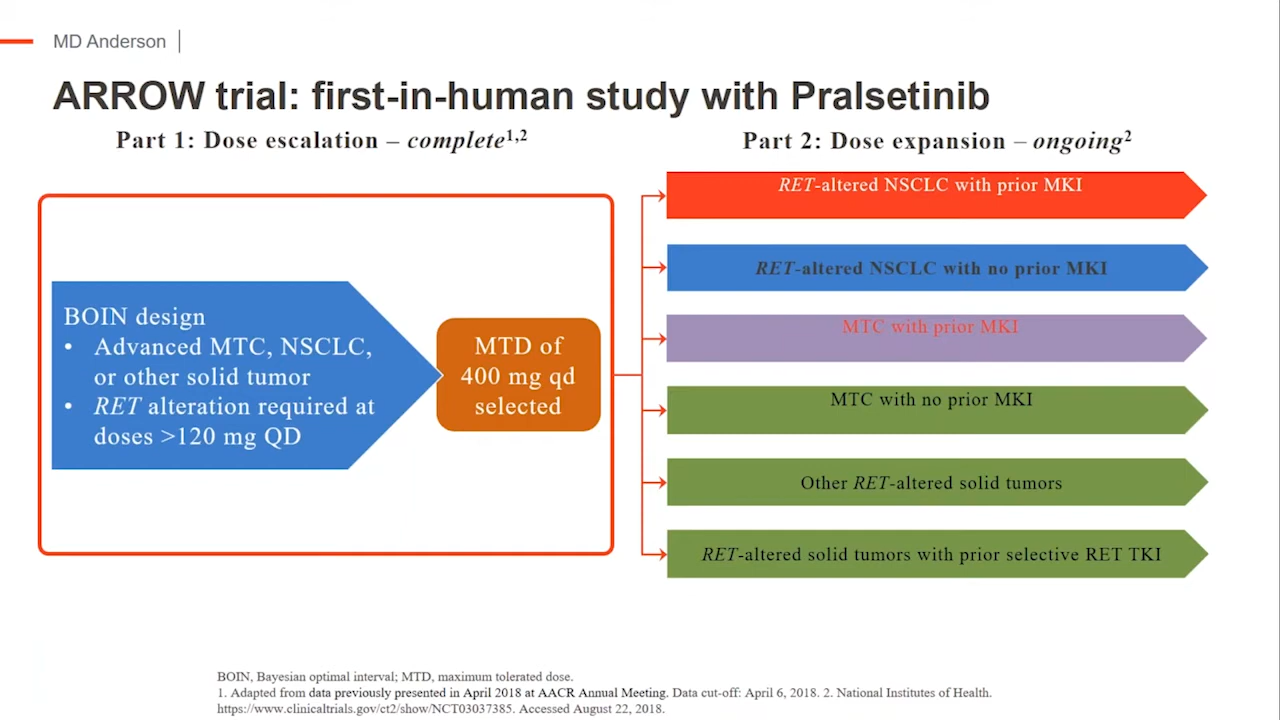 MD Anderson
ARROW trial: first-in-human study with Pralsetinib
Part 1: Dose escalation – complete1,2
Part 2: Dose expansion – ongoing2
BOIN design
• Advanced MTC, NSCLC,
or other solid tumor
• RET alteration required at
doses >120 mg QD
MTD of
400 mg qd
selected
RET-altered NSCLC with prior MKI
RET-altered NSCLC with no prior MKI
MTC with prior MKI
MTC with no prior MKI
Other RET-altered solid tumors
RET-altered solid tumors with prior selective RET TKI
BOIN, Bayesian optimal interval; MTD, maximum tolerated dose.
1. Adapted from data previously presented in April 2018 at AACR Annual Meeting. Data cut-off: April 6, 2018. 2. National Institutes of Health.
https://www.clinicaltrials.gov/ct2/show/NCT03037385. Accessed August 22, 2018.